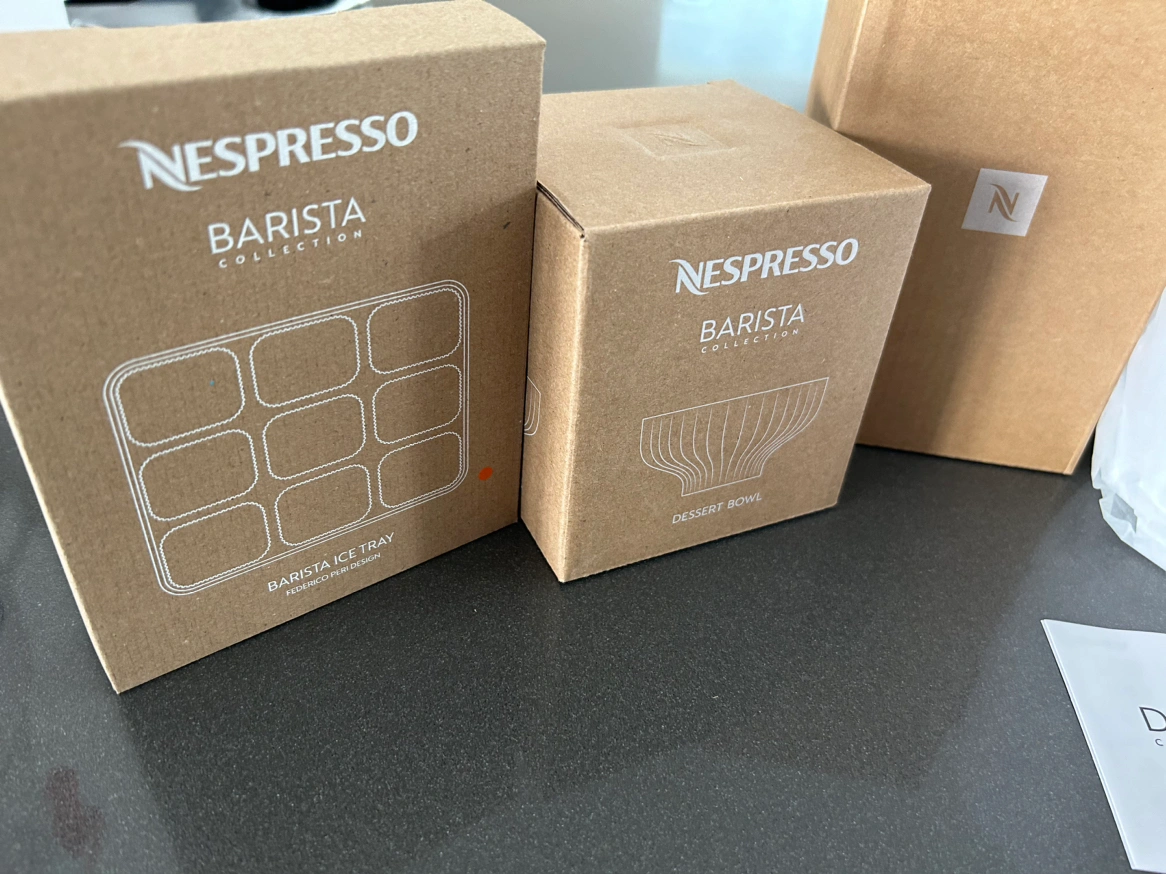 NESPRESSO
BARISTA
COLLECTION
BARISTA ICE TRAY
FEDERICO PERI DESIGN
NESPRESSO
BARISTA
COLLECTION
DESSERT BOWL
N
D
C